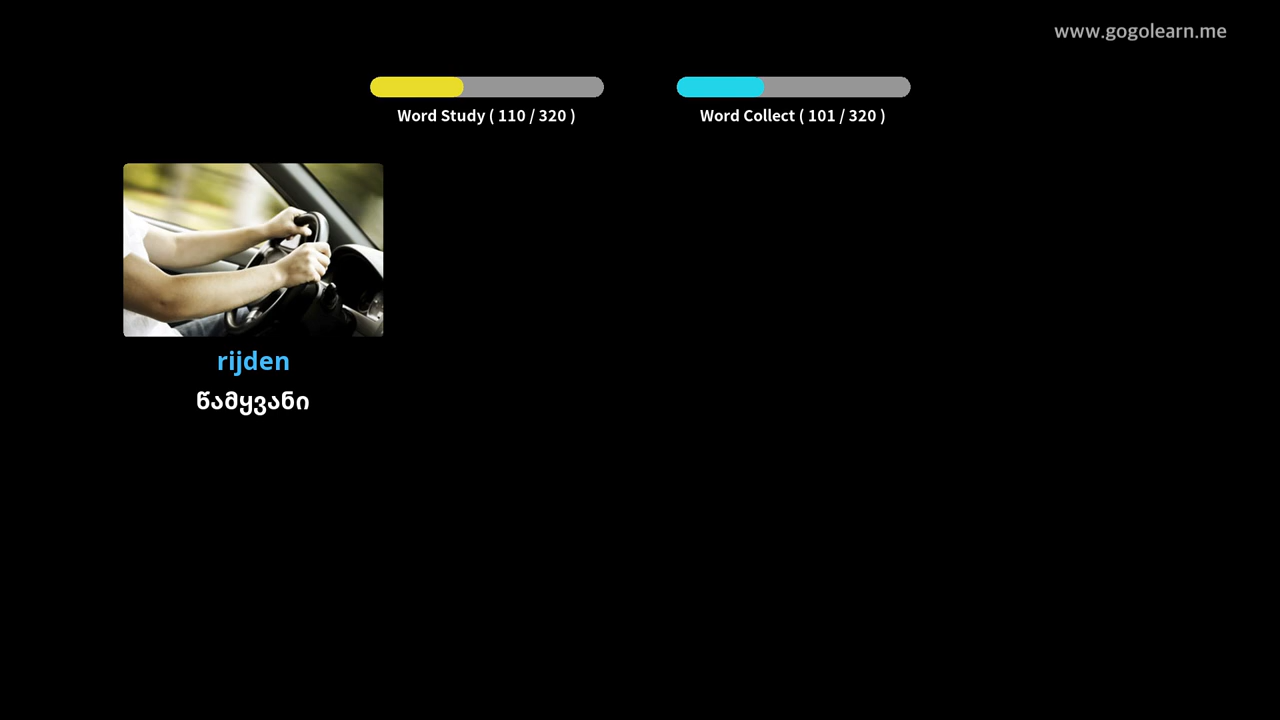 www.gogolearn.me
Word Study ( 110 / 320 )
Word Collect ( 101 / 320 )
rijden
წამყვანი